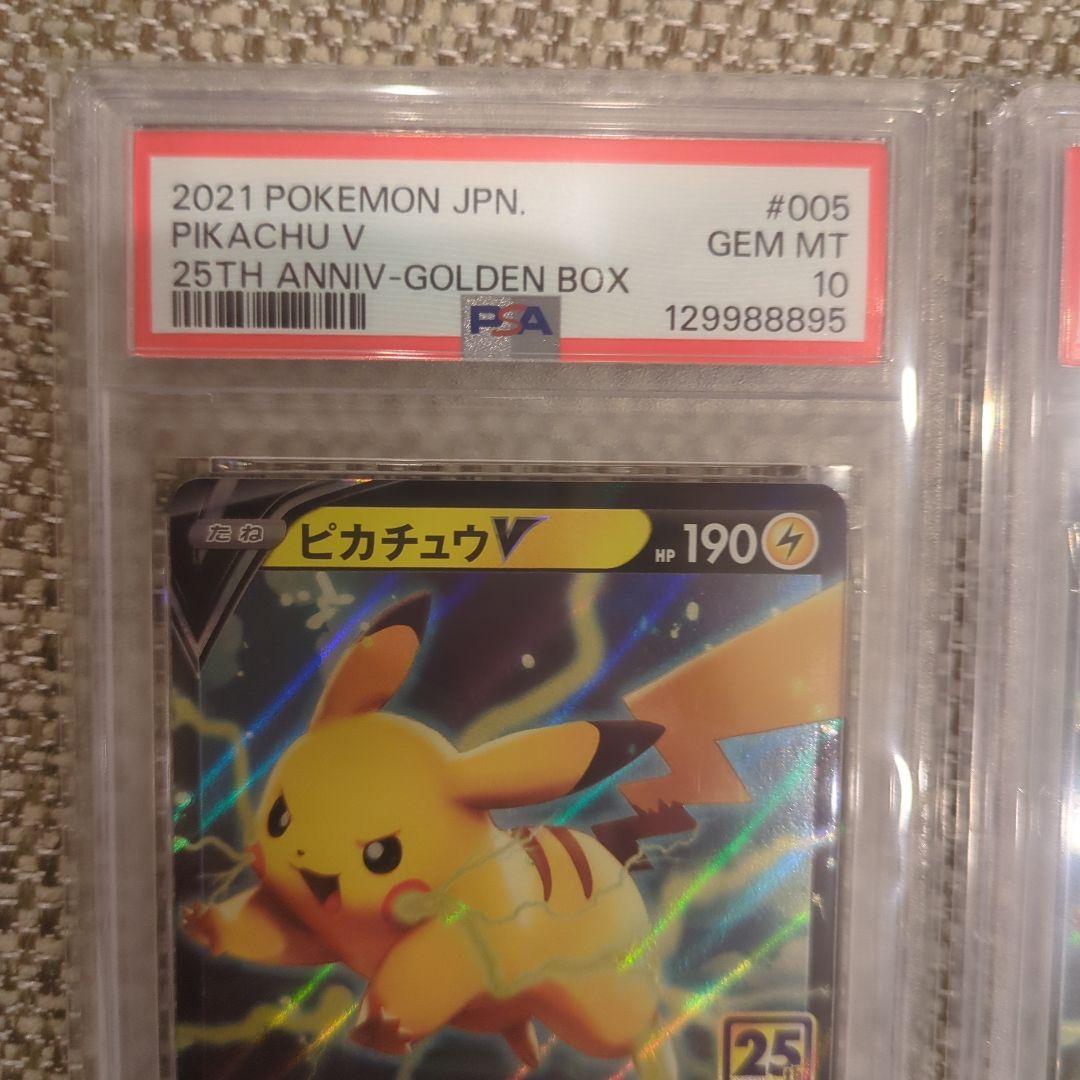 2021 POKEMON JPN. #005
PIKACHU V GEM MT
25TH ANNIV-GOLDEN BOX 10
PSA 129988895
たね ピカチュウV HP 190
25